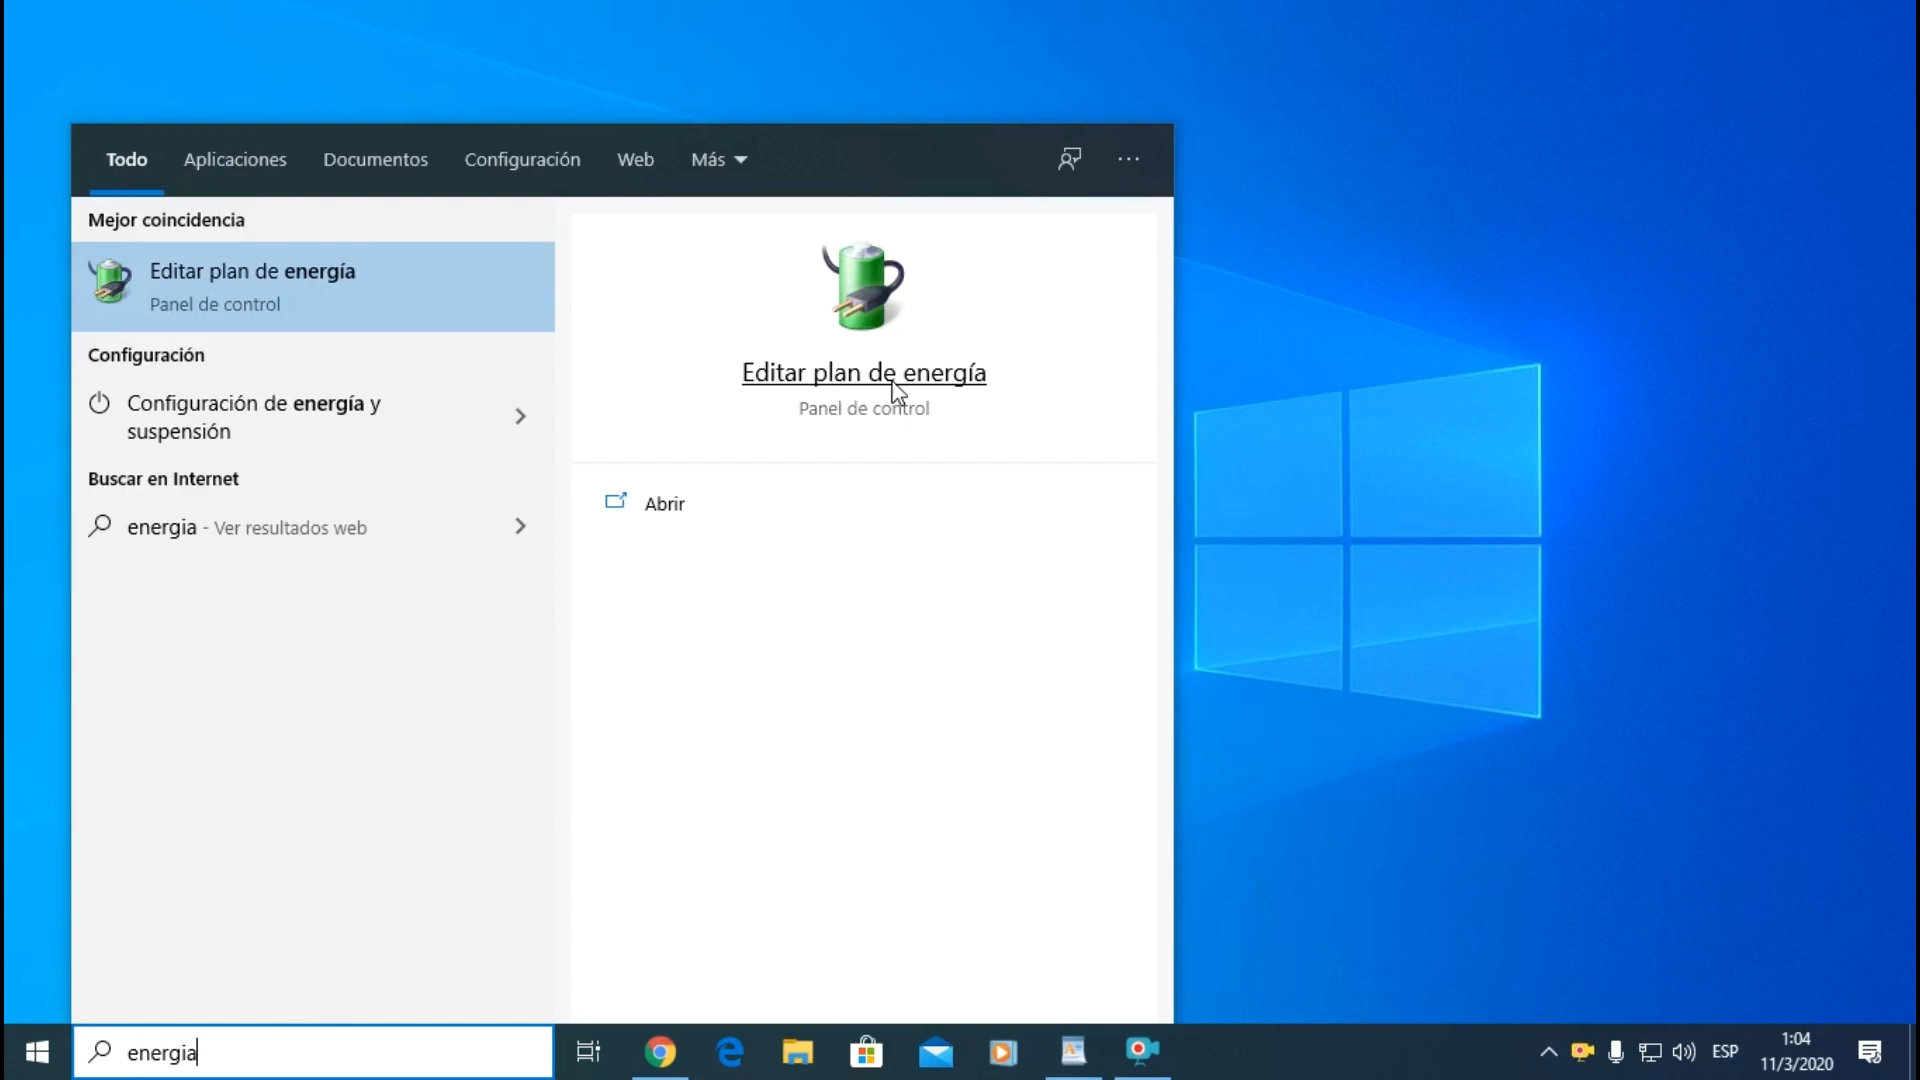 Todo Aplicaciones Documentos Configuración Web Más
Mejor coincidencia
Editar plan de energía
Panel de control
Configuración
Configuración de energía y
suspensión
Buscar en Internet
energia - Ver resultados web
Editar plan de energía
Panel de control
Abrir
energia
ESP
1:04
11/3/2020